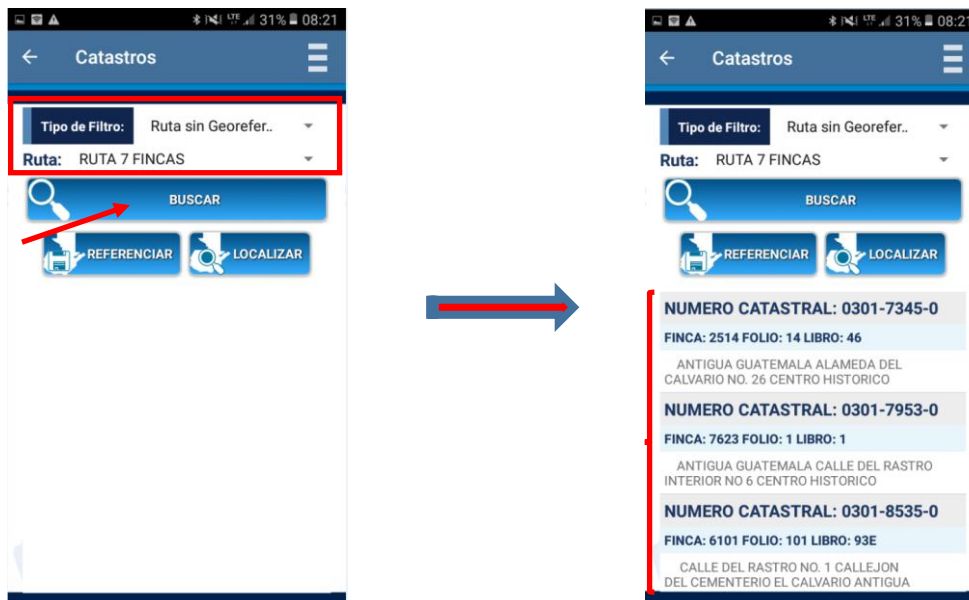 31% 08:21
Catastros
Tipo de Filtro: Ruta sin Georefer..
Ruta: RUTA 7 FINCAS
BUSCAR
REFERENCIAR LOCALIZAR
LTE 31% 08:21
Catastros
Tipo de Filtro: Ruta sin Georefer..
Ruta: RUTA 7 FINCAS
BUSCAR
REFERENCIAR LOCALIZAR
NUMERO CATASTRAL: 0301-7345-0
FINCA: 2514 FOLIO: 14 LIBRO: 46
ANTIGUA GUATEMALA ALAMEDA DEL
CALVARIO NO. 26 CENTRO HISTORICO
NUMERO CATASTRAL: 0301-7953-0
FINCA: 7623 FOLIO: 1 LIBRO: 1
ANTIGUA GUATEMALA CALLE DEL RASTRO
INTERIOR NO 6 CENTRO HISTORICO
NUMERO CATASTRAL: 0301-8535-0
FINCA: 6101 FOLIO: 101 LIBRO: 93E
CALLE DEL RASTRO NO. 1 CALLEJON
DEL CEMENTERIO EL CALVARIO ANTIGUA